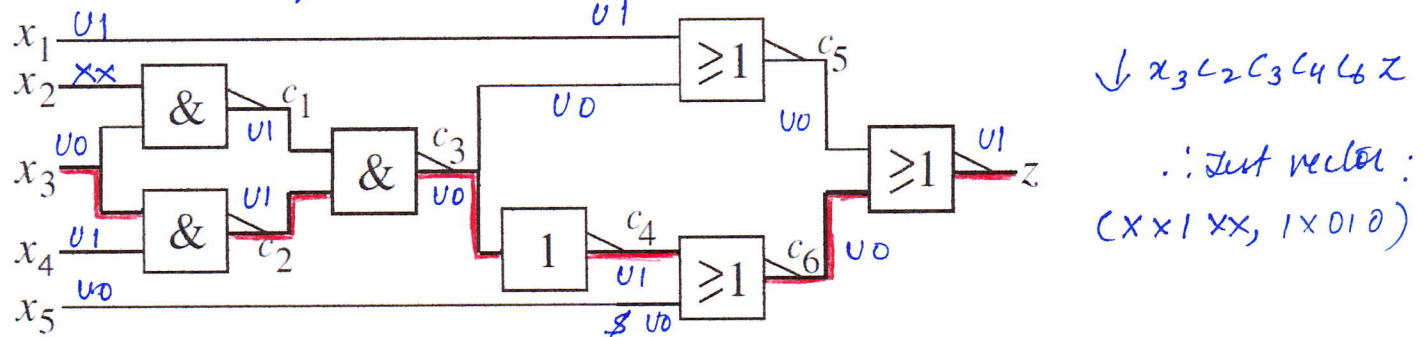 x1 U1 U1 ≥1 c5
x2 XX & c1 U1 U0 U0
↓ x3 c2 c3 c4 c6 z
x3 U0 & c3 U0 ≥1 U1 z
U1
∴ Test vector :
x4 U1 & c2 1 c4 U1 ≥1 c6 U0
(XX1XX, 1X010)
x5 U0 U0